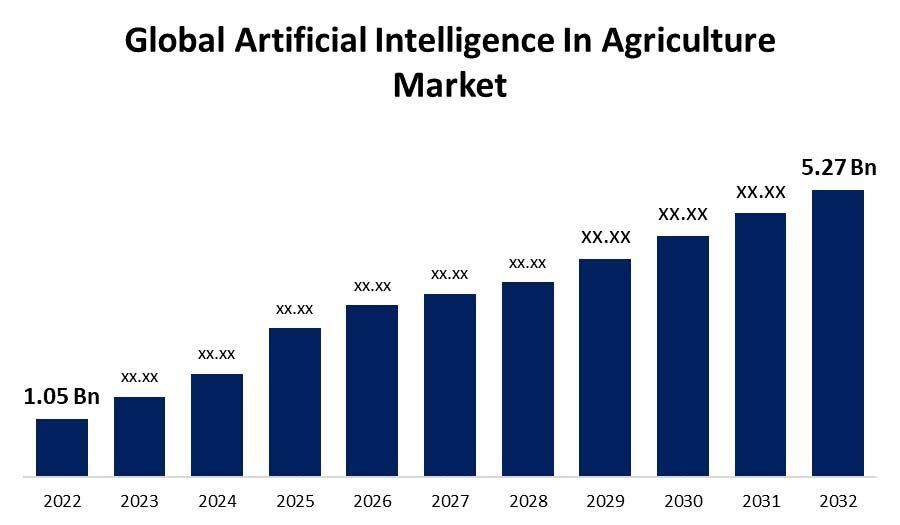 Global Artificial Intelligence In Agriculture
Market
5.27 Bn
xx.xx
xx.xx
xx.xx
xx.xx
xx.xx
xx.xx
xx.xx
xx.xx
xx.xx
1.05 Bn
2022 2023 2024 2025 2026 2027 2028 2029 2030 2031 2032